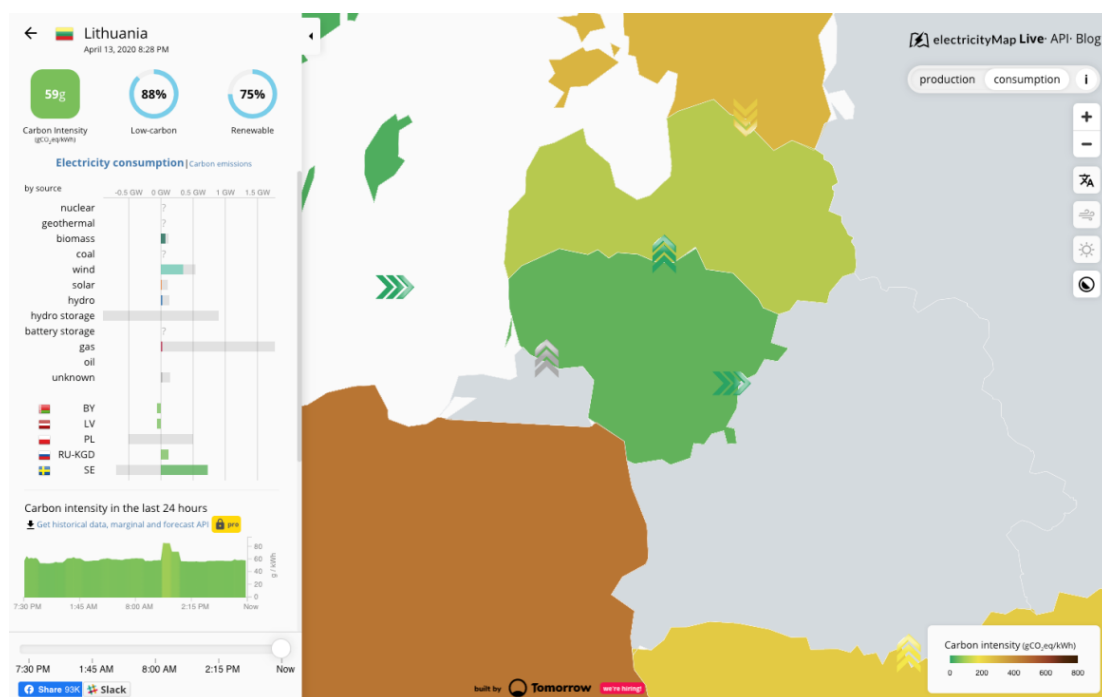 Lithuania
April 13, 2020 8:28 PM
59g
88%
75%
Carbon Intensity
(gCO₂eq/kWh)
Low-carbon
Renewable
Electricity consumption|Carbon emissions
by source
-0.5 GW 0 GW 0.5 GW 1 GW 1.5 GW
nuclear ?
geothermal ?
biomass
coal ?
wind
solar
hydro
hydro storage
battery storage ?
gas
oil
unknown
BY
LV
PL
RU-KGD
SE
Carbon intensity in the last 24 hours
Get historical data, marginal and forecast API pro
80
60
40
20
0
g / kWh
7:30 PM 1:45 AM 8:00 AM 2:15 PM Now
7:30 PM 1:45 AM 8:00 AM 2:15 PM Now
Share 93K Slack
electricityMap Live· API· Blog
production consumption i
+
−
文A
Carbon intensity (gCO₂eq/kWh)
0 200 400 600 800
built by Tomorrow we're hiring!